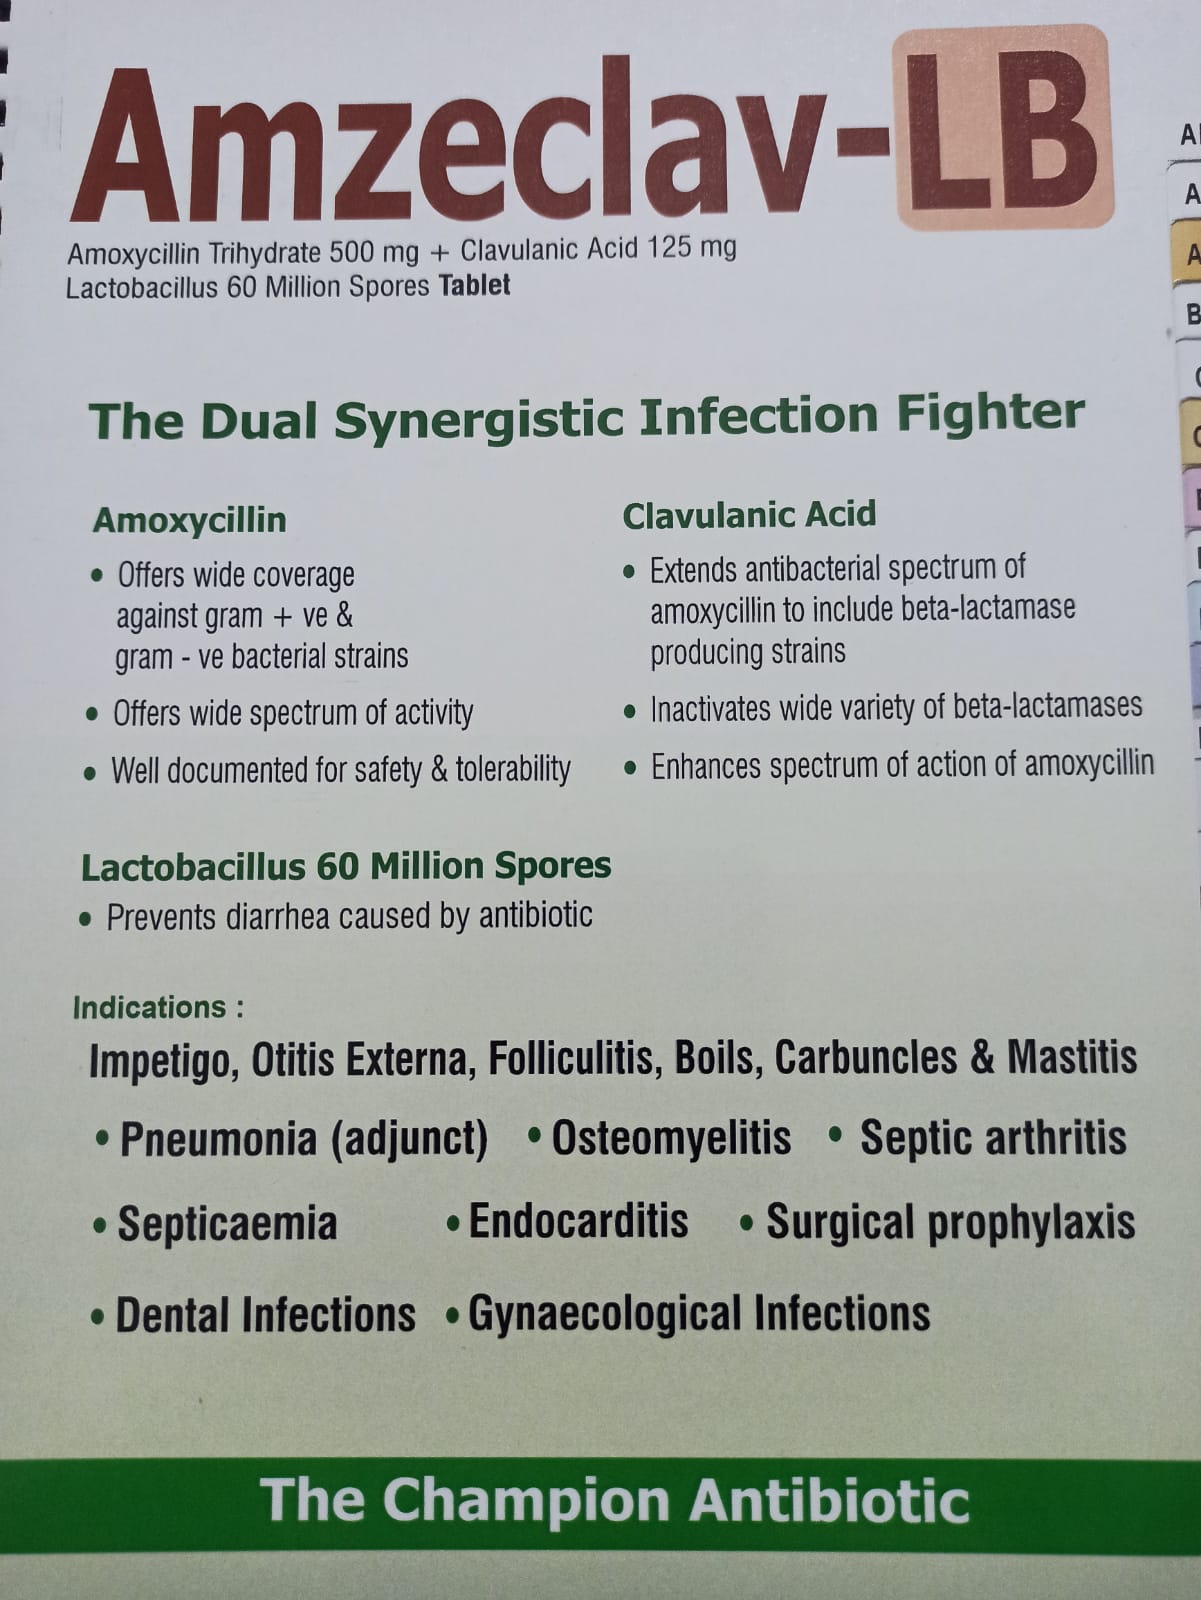 Amzeclav-LB
Amoxycillin Trihydrate 500 mg + Clavulanic Acid 125 mg
Lactobacillus 60 Million Spores Tablet
The Dual Synergistic Infection Fighter
Amoxycillin
• Offers wide coverage
against gram + ve &
gram - ve bacterial strains
• Offers wide spectrum of activity
• Well documented for safety & tolerability
Clavulanic Acid
• Extends antibacterial spectrum of
amoxycillin to include beta-lactamase
producing strains
• Inactivates wide variety of beta-lactamases
• Enhances spectrum of action of amoxycillin
Lactobacillus 60 Million Spores
• Prevents diarrhea caused by antibiotic
Indications :
Impetigo, Otitis Externa, Folliculitis, Boils, Carbuncles & Mastitis
• Pneumonia (adjunct) • Osteomyelitis • Septic arthritis
• Septicaemia • Endocarditis • Surgical prophylaxis
• Dental Infections • Gynaecological Infections
The Champion Antibiotic